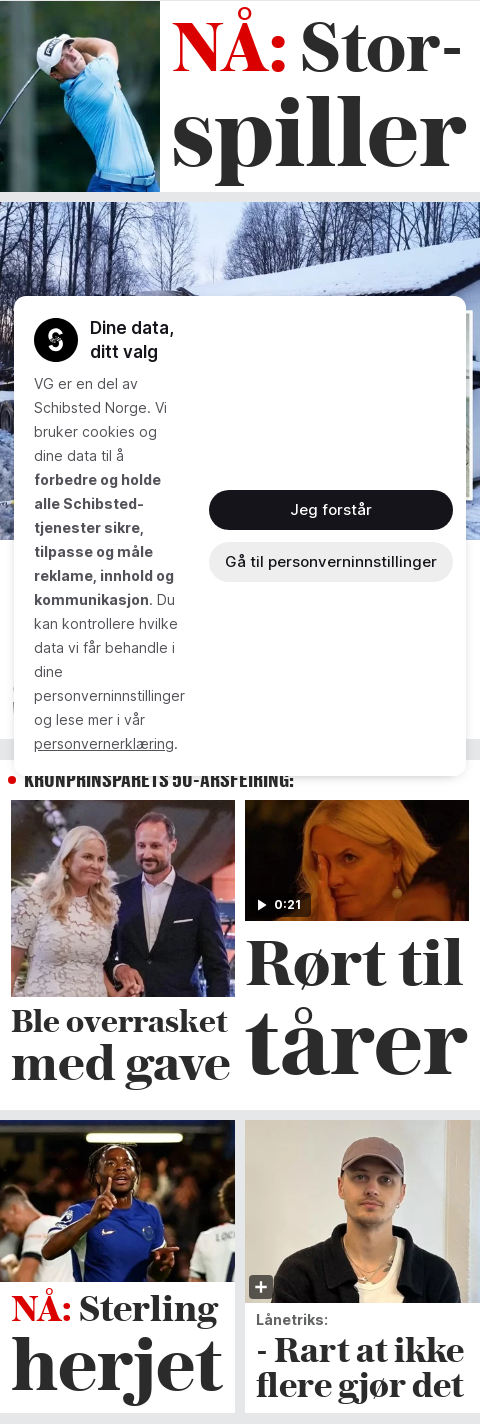 NÅ: Stor-
spiller
Dine data,
ditt valg
VG er en del av
Schibsted Norge. Vi
bruker cookies og
dine data til å
forbedre og holde
alle Schibsted-
tjenester sikre,
tilpasse og måle
reklame, innhold og
kommunikasjon. Du
kan kontrollere hvilke
data vi får behandle i
dine
personverninnstillinger
og lese mer i vår
personvernerklæring.
Jeg forstår
Gå til personverninnstillinger
KRONPRINSPARETS 50-ÅRSFEIRING:
Ble overrasket
med gave
0:21
Rørt til
tårer
NÅ: Sterling
herjet
Lånetriks:
- Rart at ikke
flere gjør det